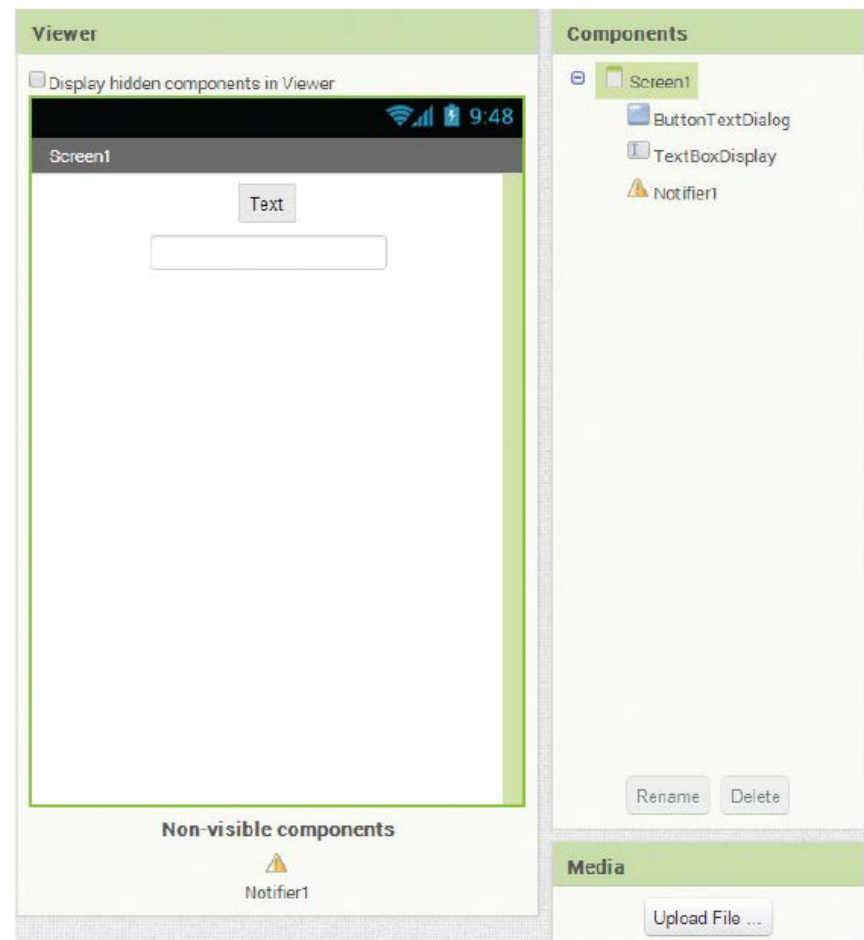 Viewer
Display hidden components in Viewer
9:48
Screen1
Text
Non-visible components
Notifier1
Components
Screen1
ButtonTextDialog
TextBoxDisplay
Notifier1
Rename Delete
Media
Upload File ...